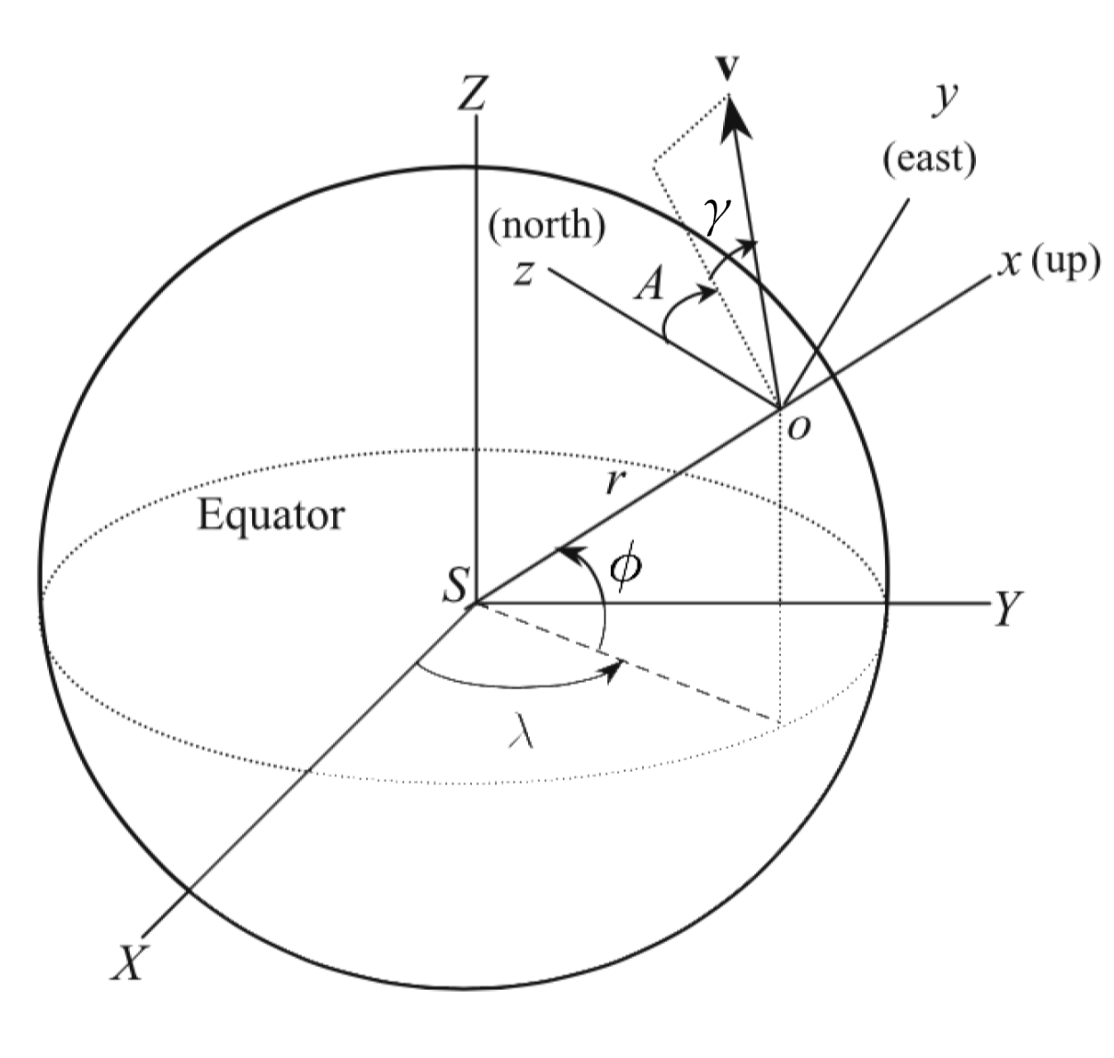 v
Z
y
(east)
(north)
z
A
γ
x (up)
o
r
Equator
S
ϕ
Y
λ
X